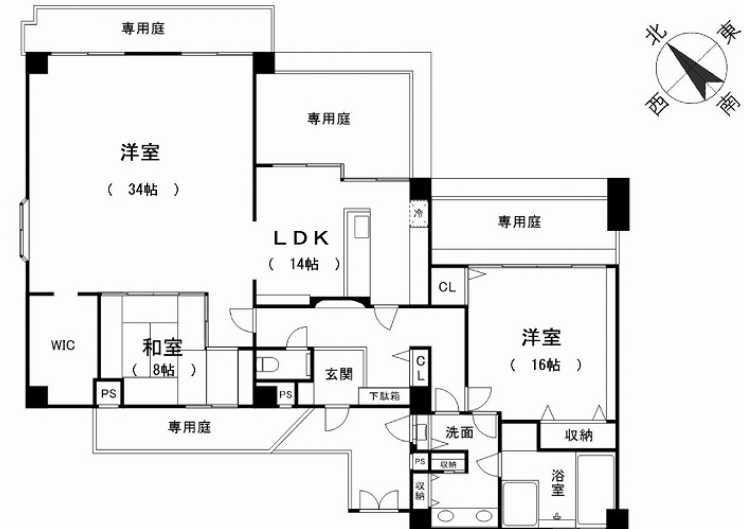 専用庭
北
東
西
南
洋室
( 34帖 )
専用庭
LDK
( 14帖 )
冷
専用庭
CL
洋室
( 16帖 )
WIC
和室
( 8帖 )
PS
玄関
CL
PS
下駄箱
専用庭
洗面
収納
PS
収納
収納
浴室